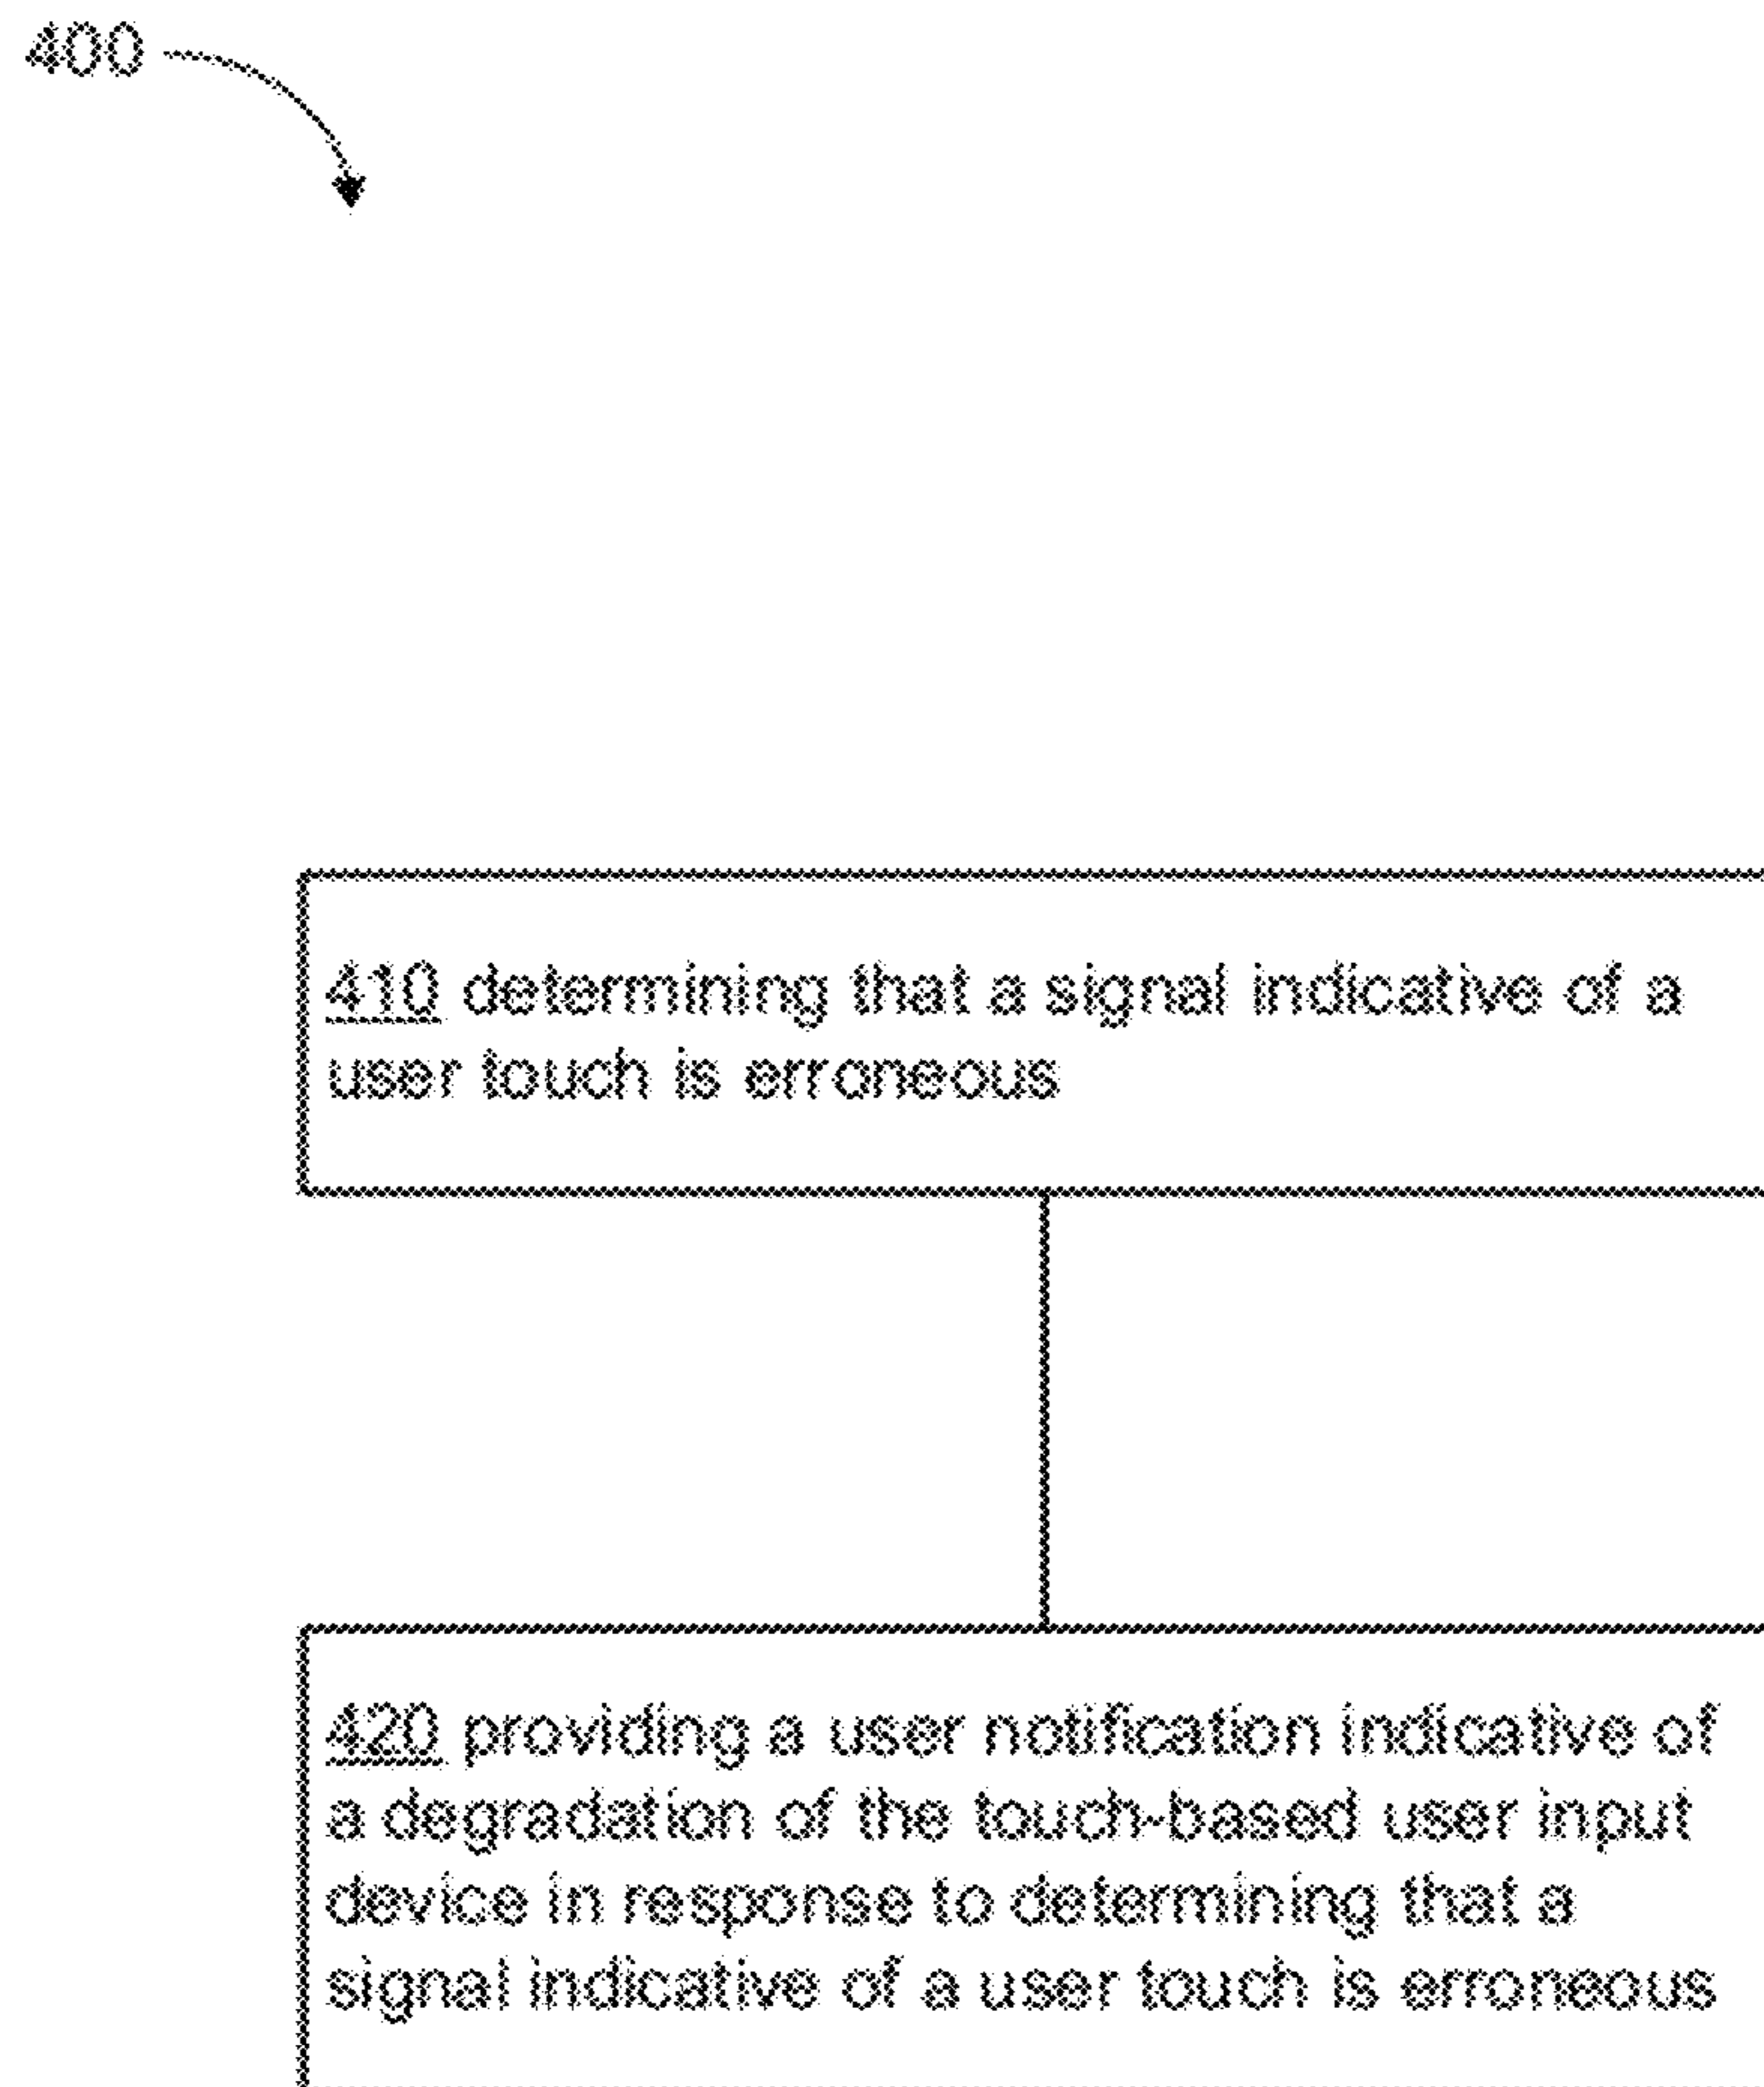 400
410 determining that a signal indicative of a
user touch is erroneous
420 providing a user notification indicative of
a degradation of the touch-based user input
device in response to determining that a
signal indicative of a user touch is erroneous